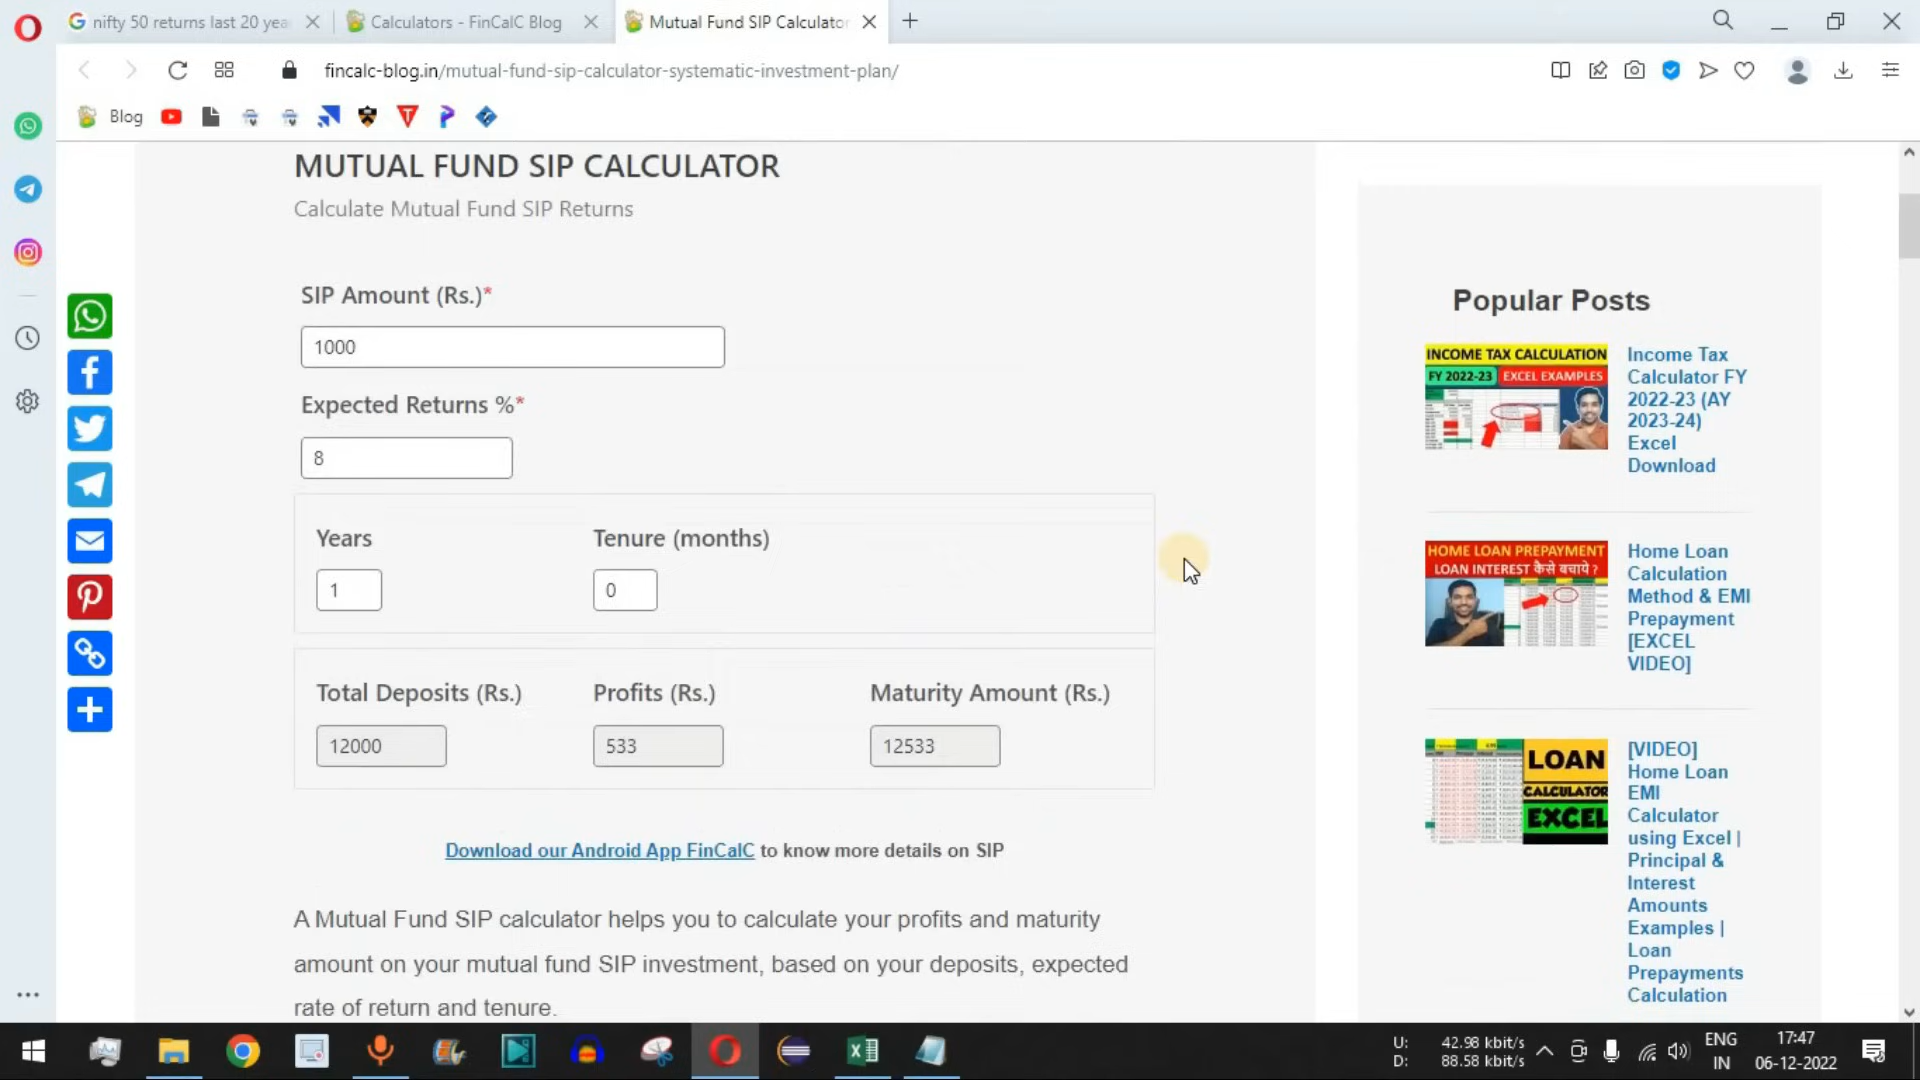 nifty 50 returns last 20 yea
Calculators - FinCalC Blog
Mutual Fund SIP Calculator
fincalc-blog.in/mutual-fund-sip-calculator-systematic-investment-plan/
Blog
MUTUAL FUND SIP CALCULATOR
Calculate Mutual Fund SIP Returns
SIP Amount (Rs.)*
1000
Expected Returns %*
8
Years
Tenure (months)
1
0
Total Deposits (Rs.)
Profits (Rs.)
Maturity Amount (Rs.)
12000
533
12533
Download our Android App FinCalC to know more details on SIP
A Mutual Fund SIP calculator helps you to calculate your profits and maturity
amount on your mutual fund SIP investment, based on your deposits, expected
rate of return and tenure.
Popular Posts
INCOME TAX CALCULATION
FY 2022-23 EXCEL EXAMPLES
Income Tax
Calculator FY
2022-23 (AY
2023-24)
Excel
Download
HOME LOAN PREPAYMENT
LOAN INTEREST कैसे बचाये ?
Home Loan
Calculation
Method & EMI
Prepayment
[EXCEL
VIDEO]
LOAN
CALCULATOR
EXCEL
[VIDEO]
Home Loan
EMI
Calculator
using Excel |
Principal &
Interest
Amounts
Examples |
Loan
Prepayments
Calculation
U: 42.98 kbit/s
D: 88.58 kbit/s
ENG
IN
17:47
06-12-2022